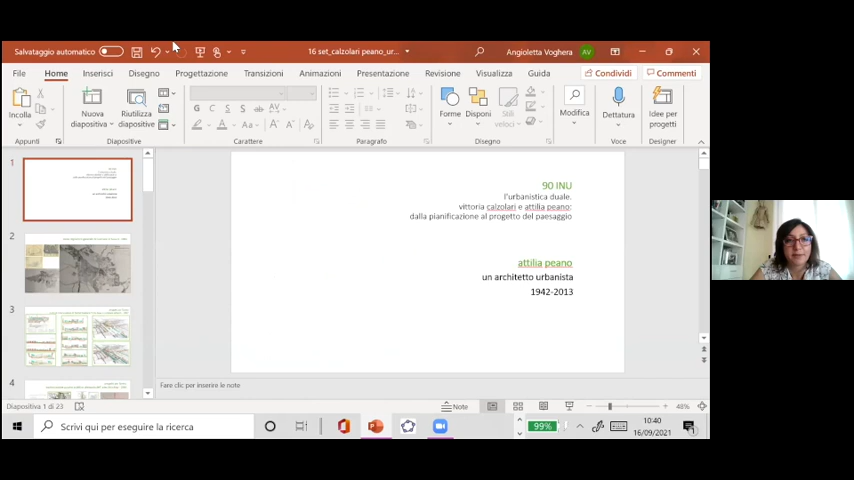 Salvataggio automatico
16 set_calzolari peano_ur...
Angioletta Voghera
AV
File
Home
Inserisci
Disegno
Progettazione
Transizioni
Animazioni
Presentazione
Revisione
Visualizza
Guida
Condividi
Commenti
Incolla
Nuova diapositiva
Riutilizza diapositive
Forme
Disponi
Stili veloci
Modifica
Dettatura
Idee per progetti
Appunti
Diapositive
Carattere
Paragrafo
Disegno
Voce
Designer
1
2
3
4
90 INU
l'urbanistica duale.
vittoria calzolari e attilia peano:
dalla pianificazione al progetto del paesaggio
attilia peano
un architetto urbanista
1942-2013
Fare clic per inserire le note
Diapositiva 1 di 23
Note
48%
Scrivi qui per eseguire la ricerca
99%
10:40
16/09/2021